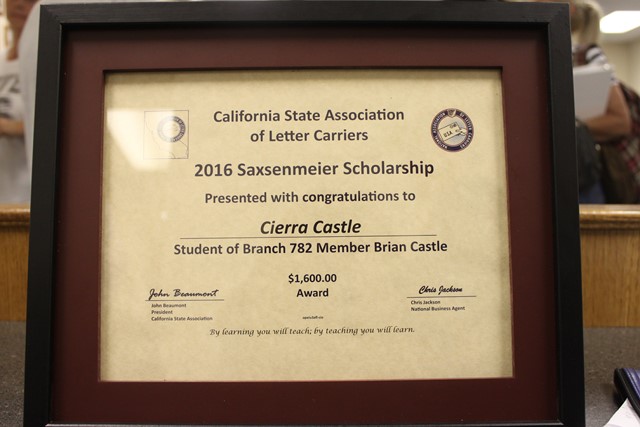 California State Association
of Letter Carriers
2016 Saxsenmeier Scholarship
Presented with congratulations to
Cierra Castle
Student of Branch 782 Member Brian Castle
$1,600.00
Award
John Beaumont
John Beaumont
President
California State Association
Chris Jackson
Chris Jackson
National Business Agent
By learning you will teach; by teaching you will learn.